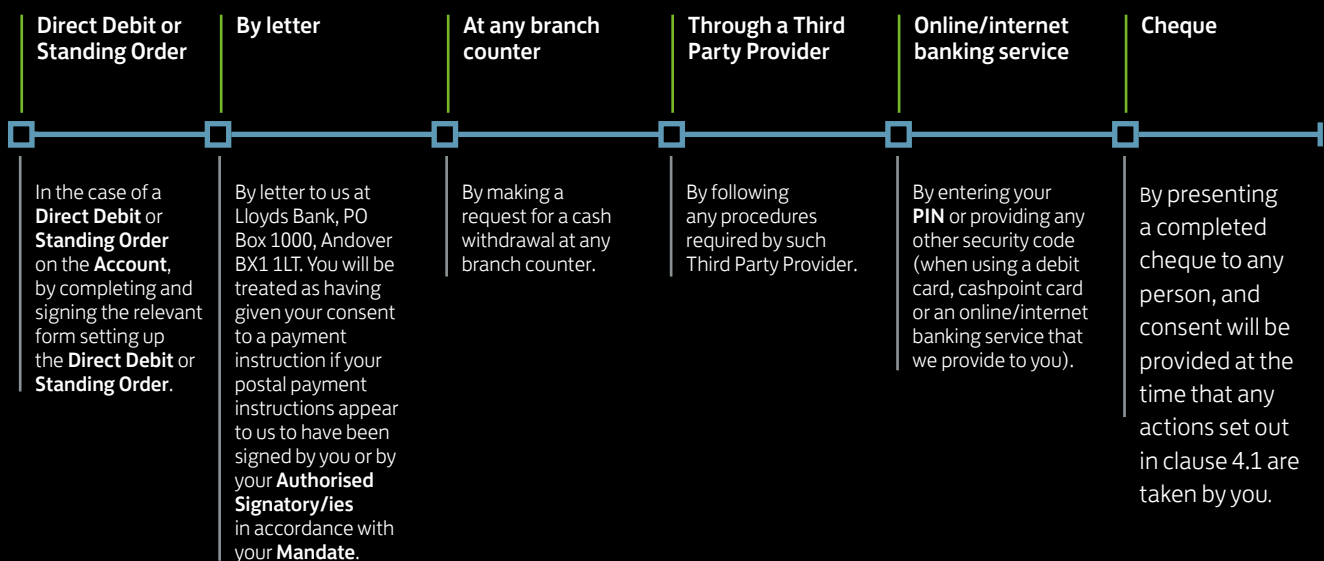 Direct Debit or
Standing Order
In the case of a
Direct Debit or
Standing Order
on the Account,
by completing and
signing the relevant
form setting up
the Direct Debit or
Standing Order.
By letter
By letter to us at
Lloyds Bank, PO
Box 1000, Andover
BX1 1LT. You will be
treated as having
given your consent
to a payment
instruction if your
postal payment
instructions appear
to us to have been
signed by you or by
your Authorised
Signatory/ies
in accordance with
your Mandate.
At any branch
counter
By making a
request for a cash
withdrawal at any
branch counter.
Through a Third
Party Provider
By following
any procedures
required by such
Third Party Provider.
Online/internet
banking service
By entering your
PIN or providing any
other security code
(when using a debit
card, cashpoint card
or an online/internet
banking service that
we provide to you).
Cheque
By presenting
a completed
cheque to any
person, and
consent will be
provided at the
time that any
actions set out
in clause 4.1 are
taken by you.